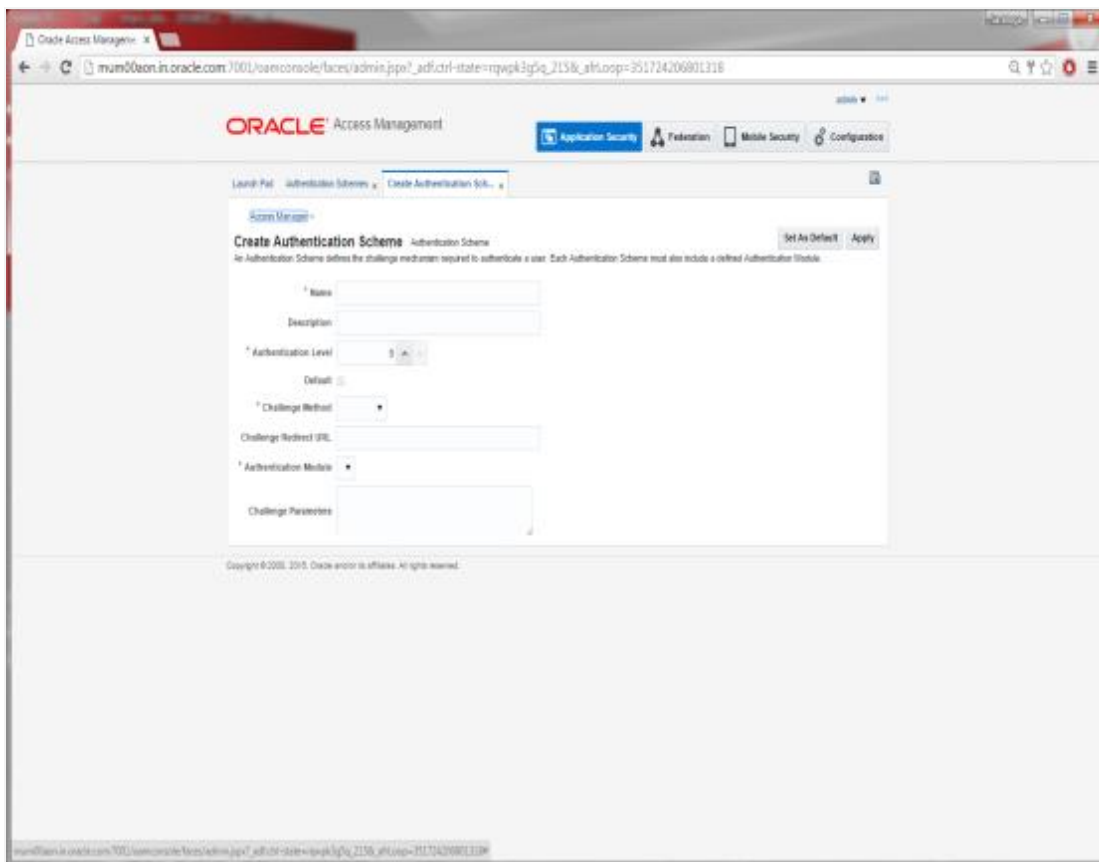 Oracle Access Managem x
mum00aon.in.oracle.com:7001/oamconsole/faces/admin.jspx?_adf.ctrl-state=rqwpk3g5q_215&_afrLoop=351724206801318
admin
ORACLE Access Management
Application Security Federation Mobile Security Configuration
Launch Pad Authentication Schemes x Create Authentication Sch... x
Access Manager >
Create Authentication Scheme Authentication Scheme Set As Default Apply
An Authentication Scheme defines the challenge mechanism required to authenticate a user. Each Authentication Scheme must also include a defined Authentication Module.
* Name
Description
* Authentication Level
Default
* Challenge Method
Challenge Redirect URL
* Authentication Module
Challenge Parameters
Oracle and/or its affiliates. All rights reserved.